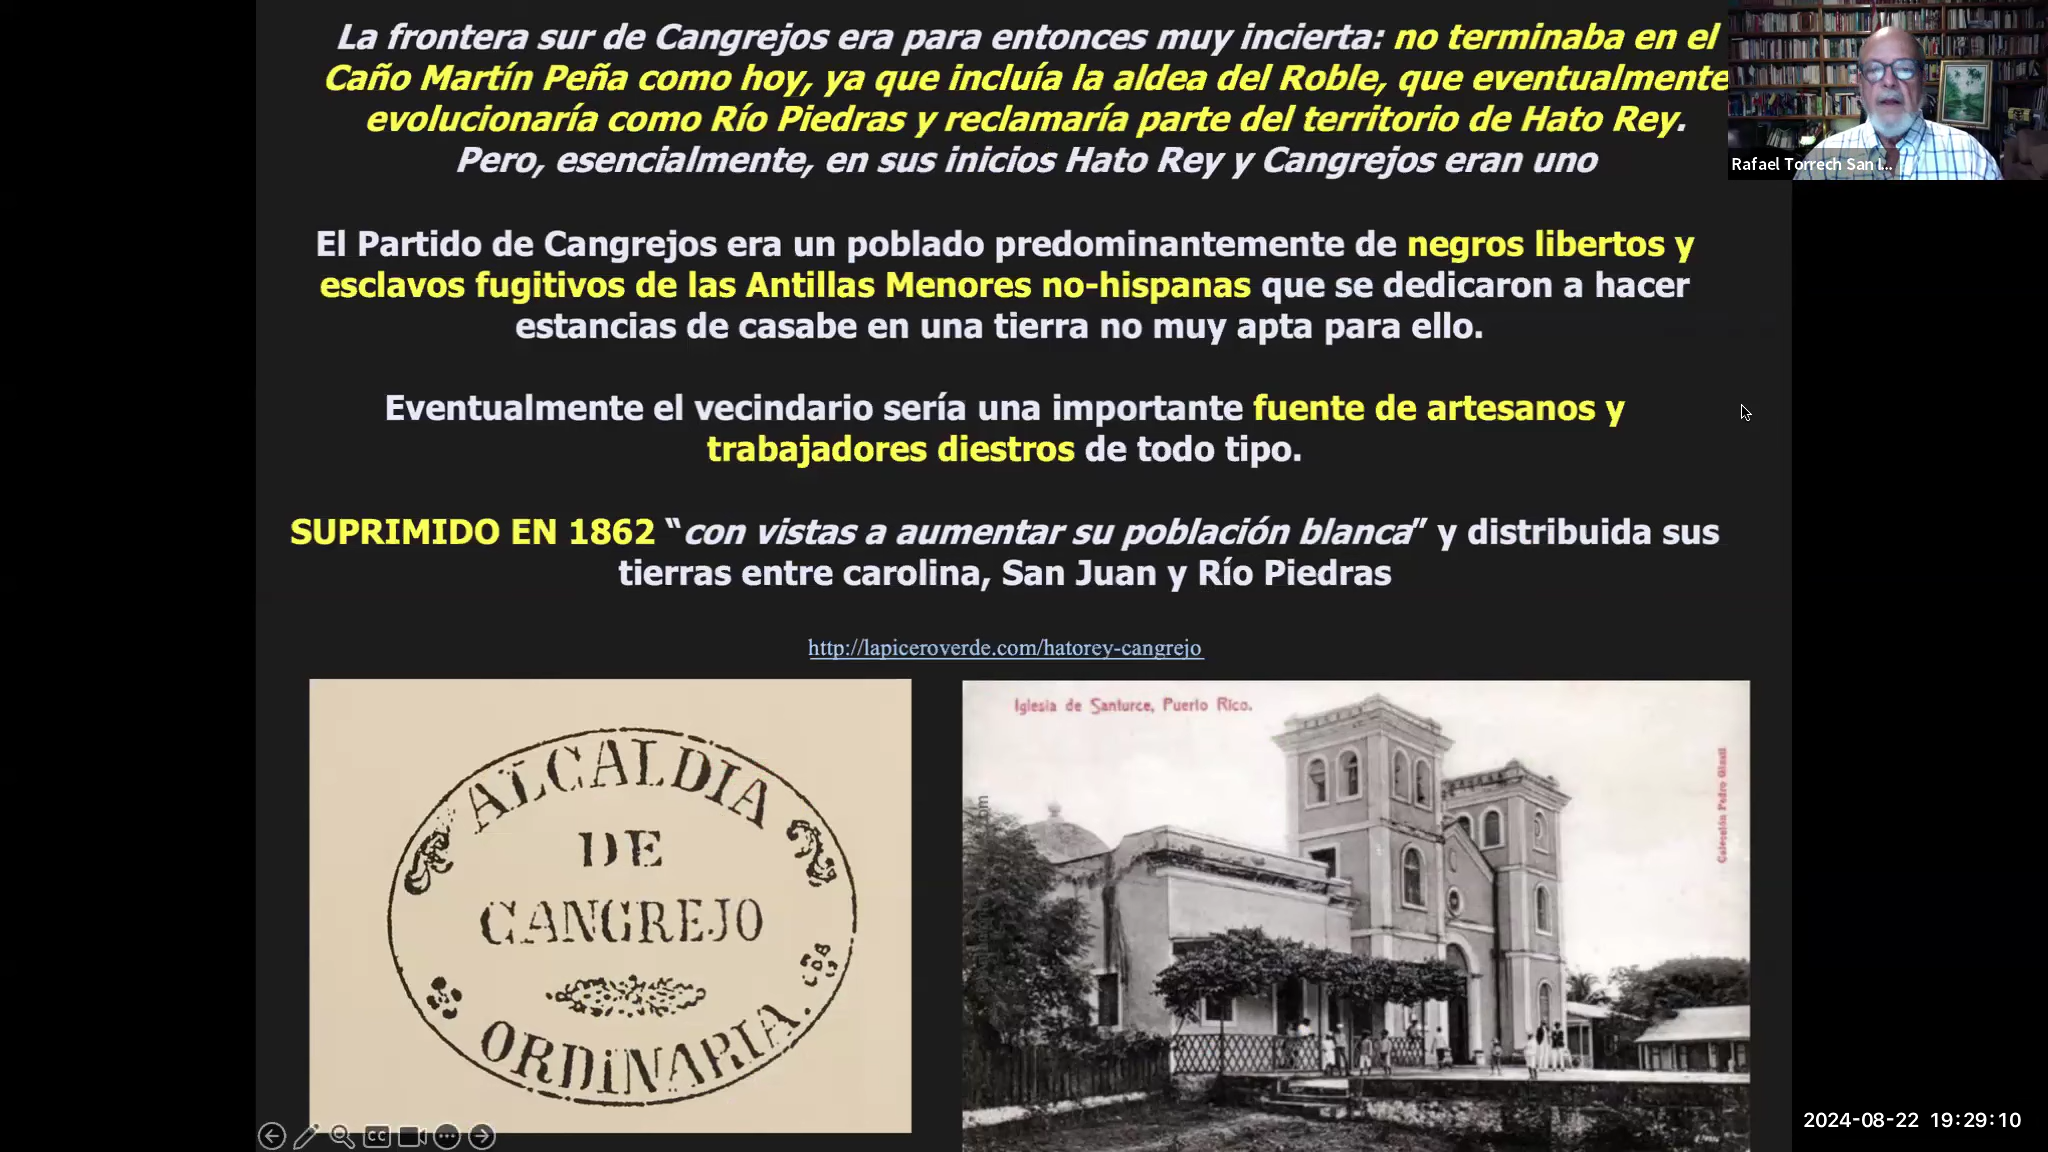 La frontera sur de Cangrejos era para entonces muy incierta: no terminaba en el
Caño Martín Peña como hoy, ya que incluía la aldea del Roble, que eventualmente
evolucionaría como Río Piedras y reclamaría parte del territorio de Hato Rey.
Pero, esencialmente, en sus inicios Hato Rey y Cangrejos eran uno
Rafael Torrech San I...
El Partido de Cangrejos era un poblado predominantemente de negros libertos y
esclavos fugitivos de las Antillas Menores no-hispanas que se dedicaron a hacer
estancias de casabe en una tierra no muy apta para ello.
Eventualmente el vecindario sería una importante fuente de artesanos y
trabajadores diestros de todo tipo.
SUPRIMIDO EN 1862 “con vistas a aumentar su población blanca” y distribuida sus
tierras entre carolina, San Juan y Río Piedras
http://lapiceroverde.com/hatorey-cangrejo
ALCALDIA
DE
CANGREJO
ORDINARIA.
Iglesia de Santurce, Puerto Rico.
CC
2024-08-22 19:29:10